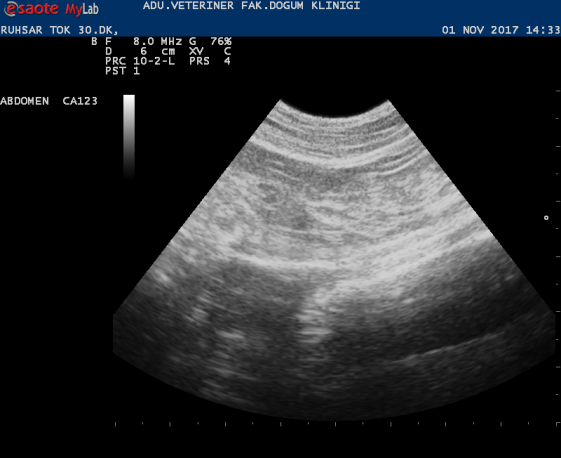 esaote MyLab
ADU.VETERINER FAK.DOGUM KLINIGI
RUHSAR TOK 30.DK,
01 NOV 2017 14:33
B F 8.0 MHz G 76%
D 6 cm XV C
PRC 10-2-L PRS 4
PST 1
ABDOMEN CA123